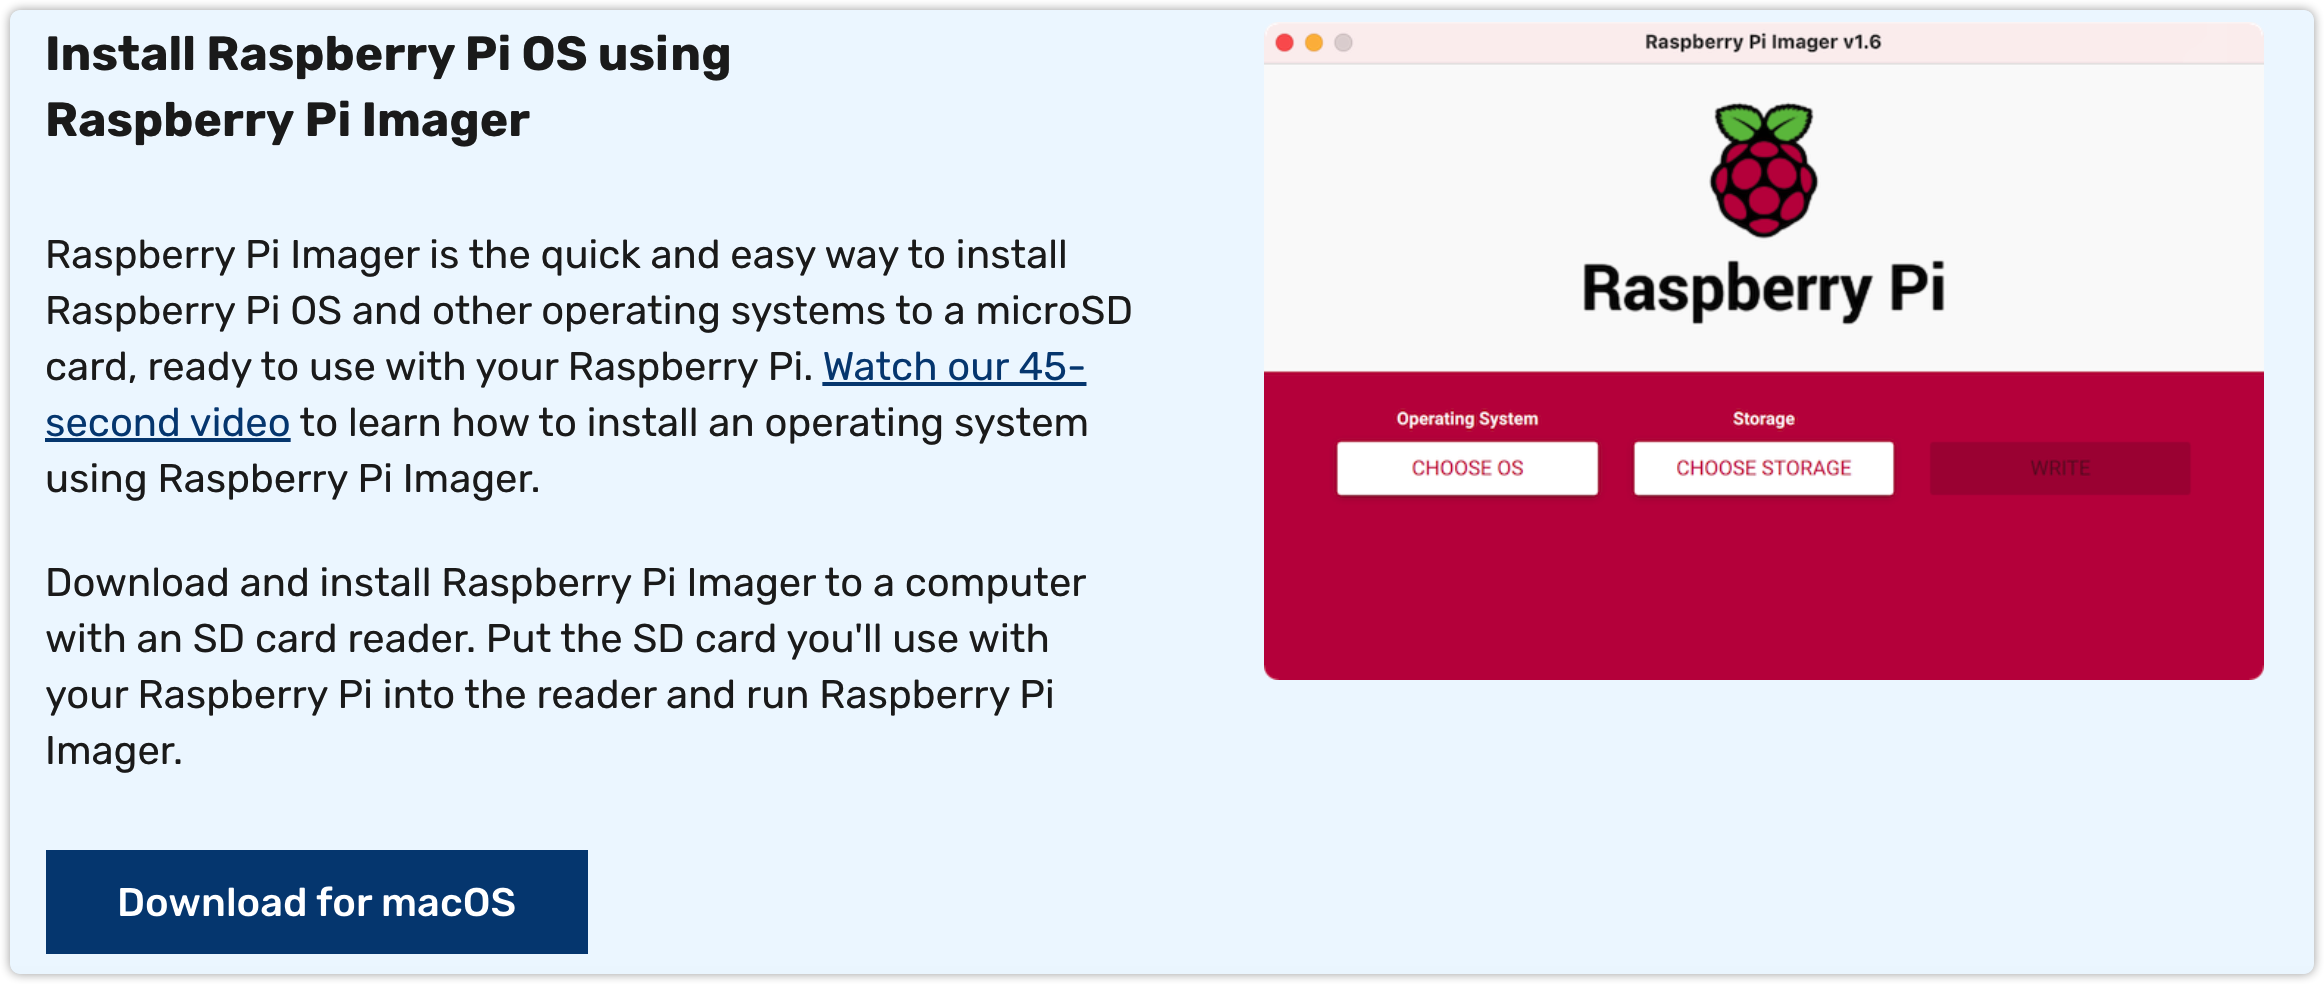 Install Raspberry Pi OS using
Raspberry Pi Imager
Raspberry Pi Imager is the quick and easy way to install
Raspberry Pi OS and other operating systems to a microSD
card, ready to use with your Raspberry Pi. Watch our 45-
second video to learn how to install an operating system
using Raspberry Pi Imager.
Download and install Raspberry Pi Imager to a computer
with an SD card reader. Put the SD card you'll use with
your Raspberry Pi into the reader and run Raspberry Pi
Imager.
Download for macOS
Raspberry Pi Imager v1.6
Raspberry Pi
Operating System
Storage
CHOOSE OS
CHOOSE STORAGE
WRITE